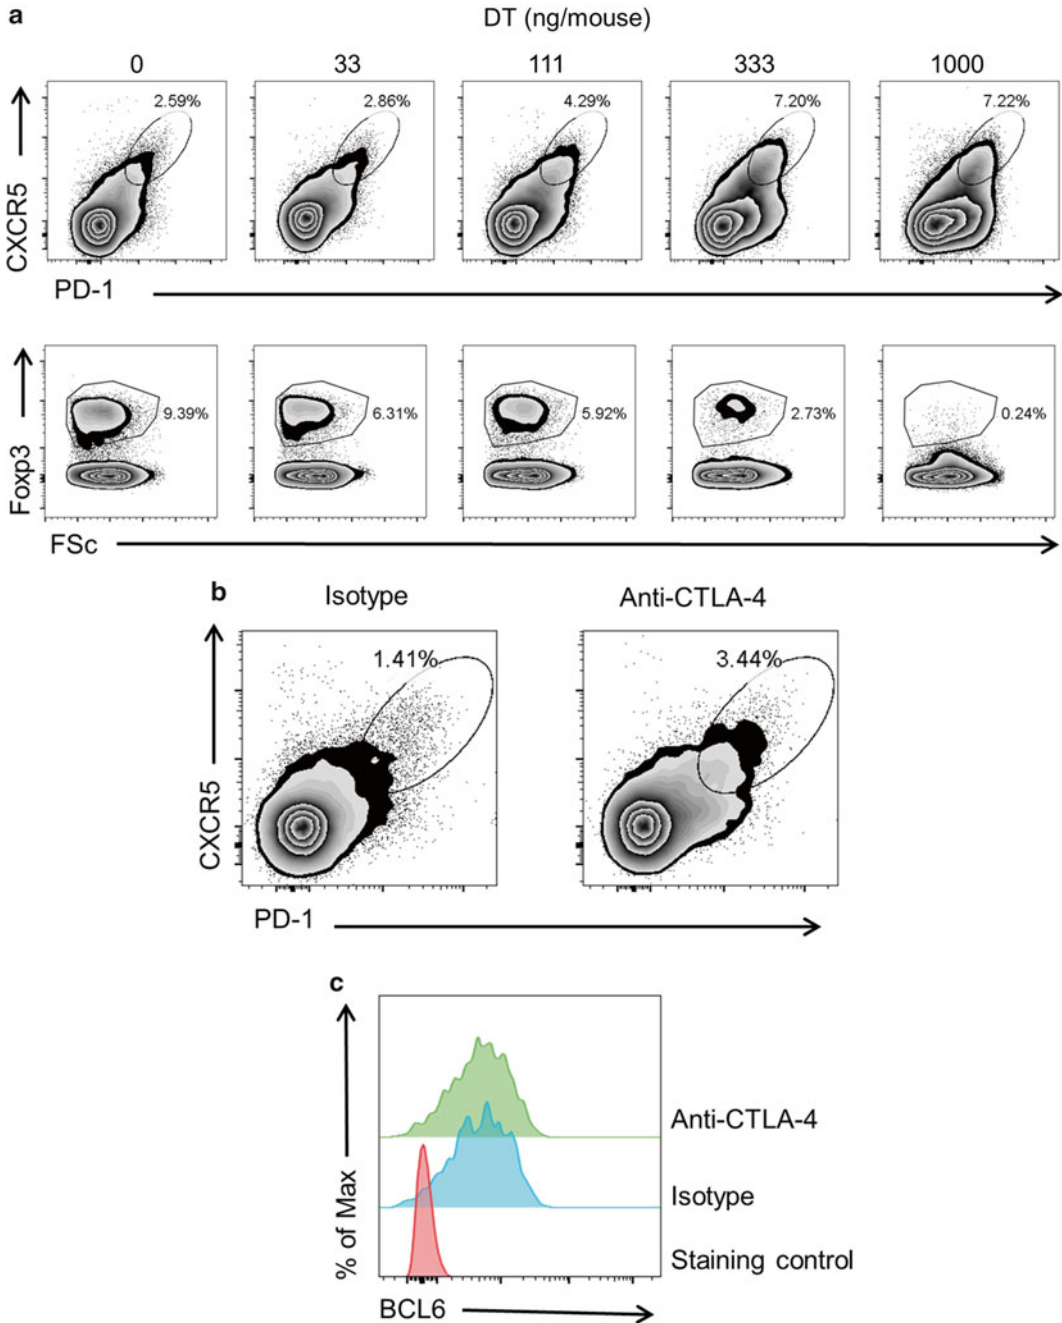 a
DT (ng/mouse)
0 33 111 333 1000
2.59% 2.86% 4.29% 7.20% 7.22%
CXCR5
PD-1
9.39% 6.31% 5.92% 2.73% 0.24%
Foxp3
FSc
b
Isotype Anti-CTLA-4
1.41% 3.44%
CXCR5
PD-1
c
Anti-CTLA-4
Isotype
Staining control
% of Max
BCL6